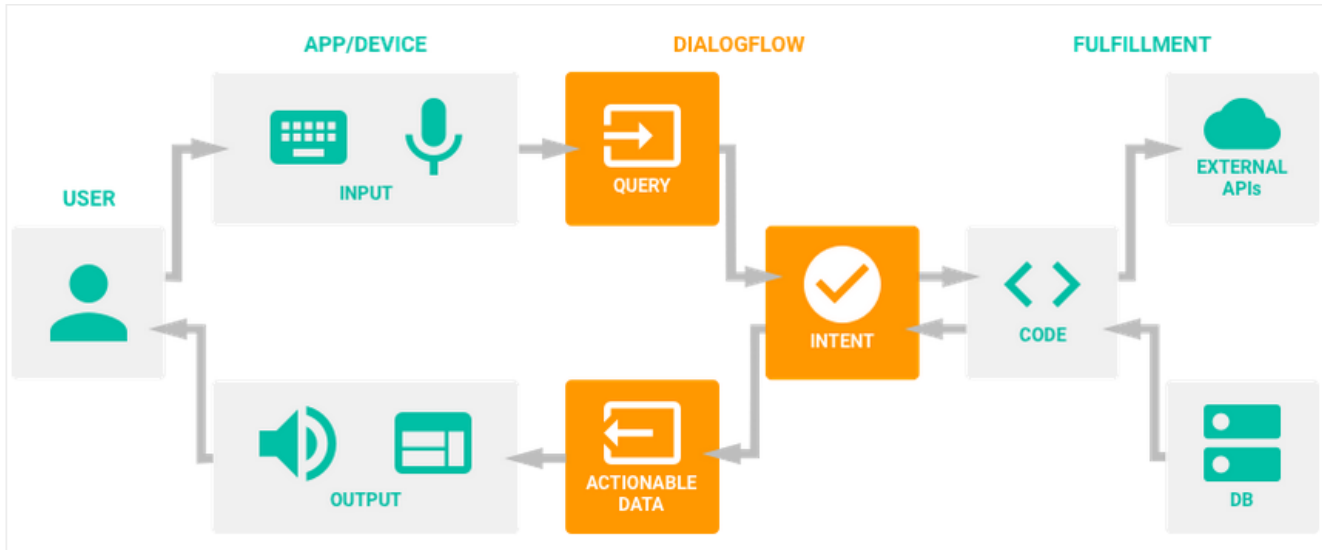 APP/DEVICE
DIALOGFLOW
FULFILLMENT
INPUT
QUERY
EXTERNAL
APIs
USER
INTENT
CODE
OUTPUT
ACTIONABLE
DATA
DB